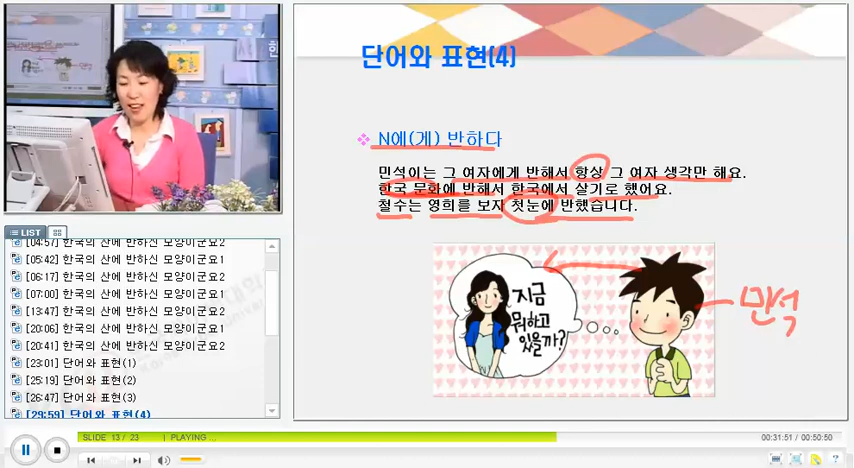 단어와 표현(4)
N에(게) 반하다
민석이는 그 여자에게 반해서 항상 그 여자 생각만 해요.
한국 문화에 반해서 한국에서 살기로 했어요.
철수는 영희를 보자 첫눈에 반했습니다.
지금
뭐하고
있을까?
민석
LIST
[04:57] 한국의 산에 반하신 모양이군요2
[05:42] 한국의 산에 반하신 모양이군요1
[06:17] 한국의 산에 반하신 모양이군요2
[07:00] 한국의 산에 반하신 모양이군요1
[13:47] 한국의 산에 반하신 모양이군요2
[20:06] 한국의 산에 반하신 모양이군요1
[20:41] 한국의 산에 반하신 모양이군요2
[23:01] 단어와 표현(1)
[25:19] 단어와 표현(2)
[26:47] 단어와 표현(3)
[29:59] 단어와 표현(4)
SLIDE 13 / 23 | PLAYING ...
00:31:51 / 00:50:50